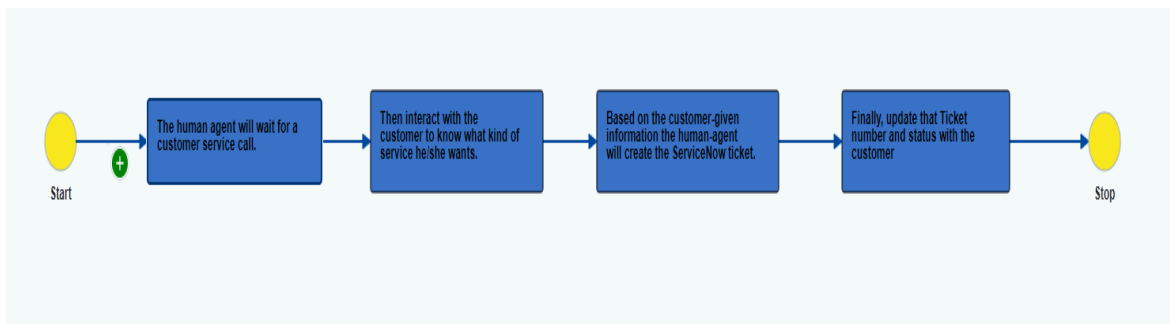 Start
The human agent will wait for a
customer service call.
Then interact with the
customer to know what kind of
service he/she wants.
Based on the customer-given
information the human-agent
will create the ServiceNow ticket.
Finally, update that Ticket
number and status with the
customer
Stop